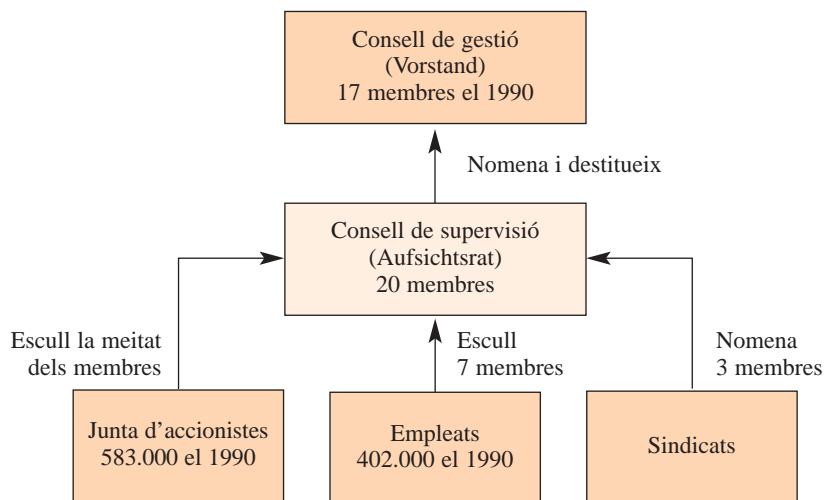 Consell de gestió
(Vorstand)
17 membres el 1990
Nomena i destitueix
Consell de supervisió
(Aufsichtsrat)
20 membres
Escull la meitat
dels membres
Escull
7 membres
Nomena
3 membres
Junta d’accionistes
583.000 el 1990
Empleats
402.000 el 1990
Sindicats